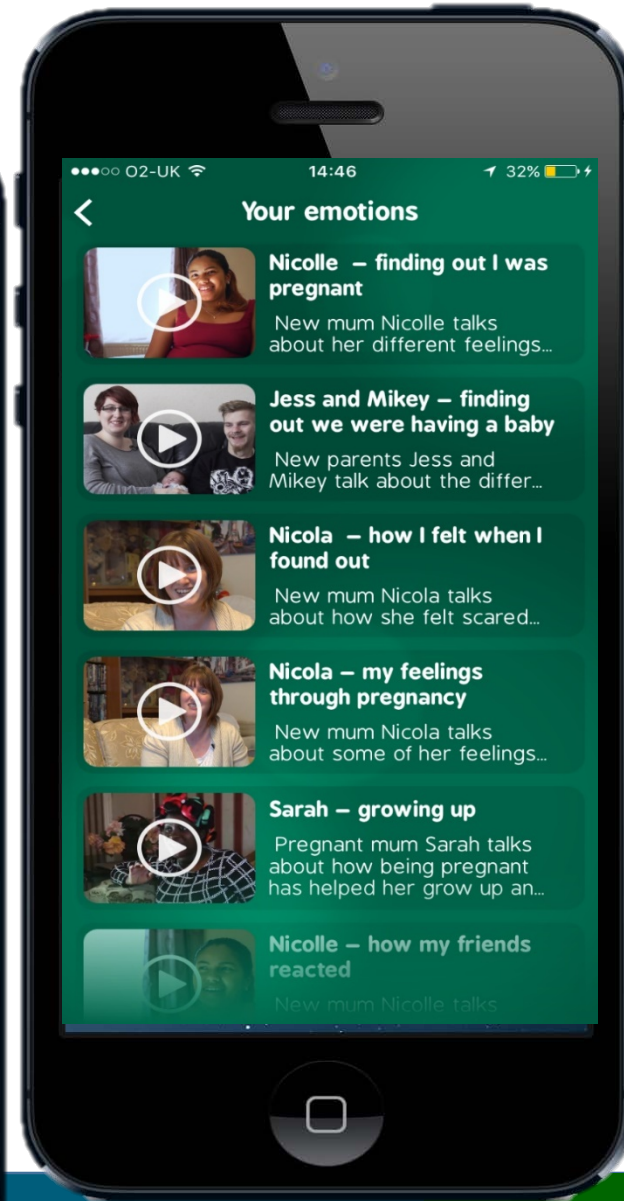 O2-UK 14:46 32%
Your emotions
Nicolle – finding out I was
pregnant
New mum Nicolle talks
about her different feelings...
Jess and Mikey – finding
out we were having a baby
New parents Jess and
Mikey talk about the differ...
Nicola – how I felt when I
found out
New mum Nicola talks
about how she felt scared...
Nicola – my feelings
through pregnancy
New mum Nicola talks
about some of her feelings...
Sarah – growing up
Pregnant mum Sarah talks
about how being pregnant
has helped her grow up an...
Nicolle – how my friends
reacted
New mum Nicolle talks